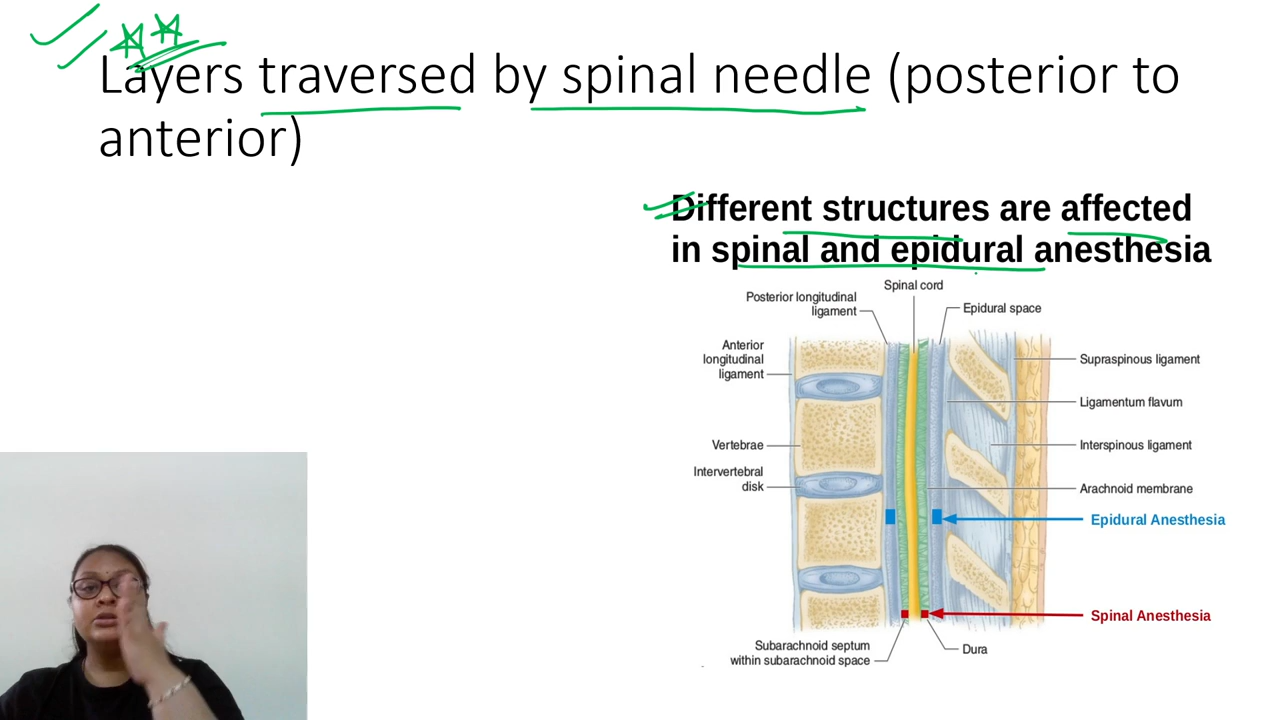 Layers traversed by spinal needle (posterior to
anterior)
Different structures are affected
in spinal and epidural anesthesia
Spinal cord
Posterior longitudinal
ligament
Epidural space
Anterior
longitudinal
ligament
Supraspinous ligament
Ligamentum flavum
Vertebrae
Interspinous ligament
Intervertebral
disk
Arachnoid membrane
Epidural Anesthesia
Spinal Anesthesia
Subarachnoid septum
within subarachnoid space
Dura